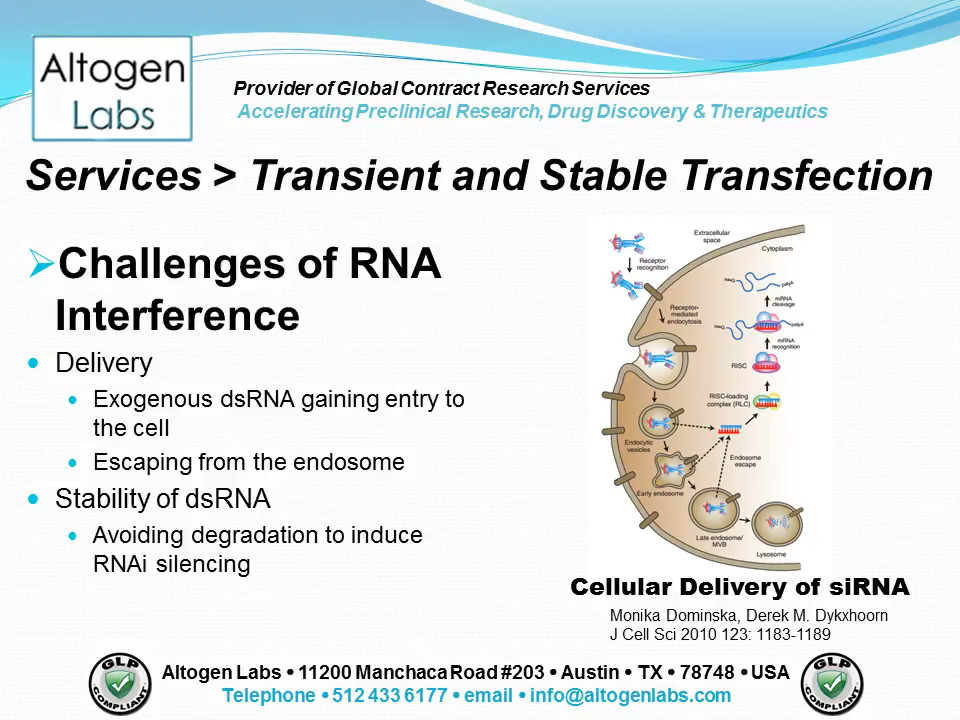 Altogen
Labs
Provider of Global Contract Research Services
Accelerating Preclinical Research, Drug Discovery & Therapeutics
Services > Transient and Stable Transfection
Challenges of RNA
Interference
Delivery
Exogenous dsRNA gaining entry to
the cell
Escaping from the endosome
Stability of dsRNA
Avoiding degradation to induce
RNAi silencing
Extracellular
space
Cytoplasm
Receptor
recognition
Receptor-
mediated
endocytosis
Endocytic
vesicles
Early endosome
Late endosome/
MVB
Lysosome
Endosome
escape
RISC-loading
complex (RLC)
RISC
mRNA
recognition
m7G
polyA
mRNA
cleavage
m7G
polyA
Cellular Delivery of siRNA
Monika Dominska, Derek M. Dykxhoorn
J Cell Sci 2010 123: 1183-1189
GLP
COMPLIANT
Altogen Labs • 11200 Manchaca Road #203 • Austin • TX • 78748 • USA
Telephone • 512 433 6177 • email • info@altogenlabs.com
GLP
COMPLIANT